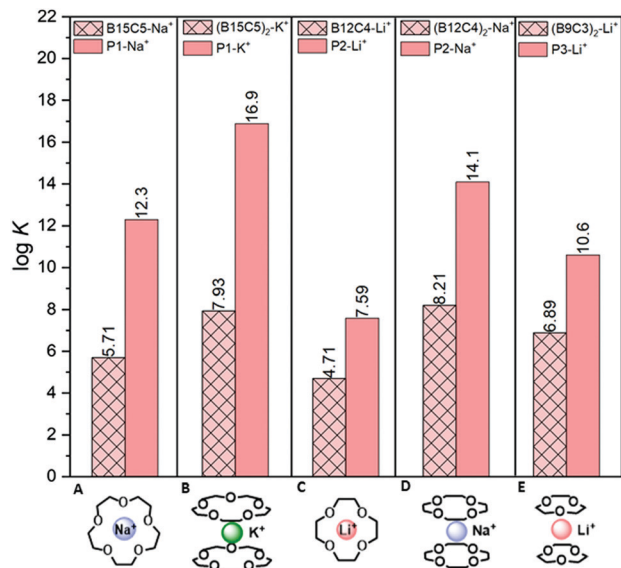 22
20
18
16
14
12
10
8
6
4
2
0
log K
B15C5-Na⁺
P1-Na⁺
(B15C5)₂-K⁺
P1-K⁺
B12C4-Li⁺
P2-Li⁺
(B12C4)₂-Na⁺
P2-Na⁺
(B9C3)₂-Li⁺
P3-Li⁺
5.71
12.3
7.93
16.9
4.71
7.59
8.21
14.1
6.89
10.6
A
B
C
D
E
O
O
O
O
O
Na⁺
O O O
K⁺
O
O O
O O
Li⁺
O O
O O
Na⁺
O O
O
O O
Li⁺
O
O O